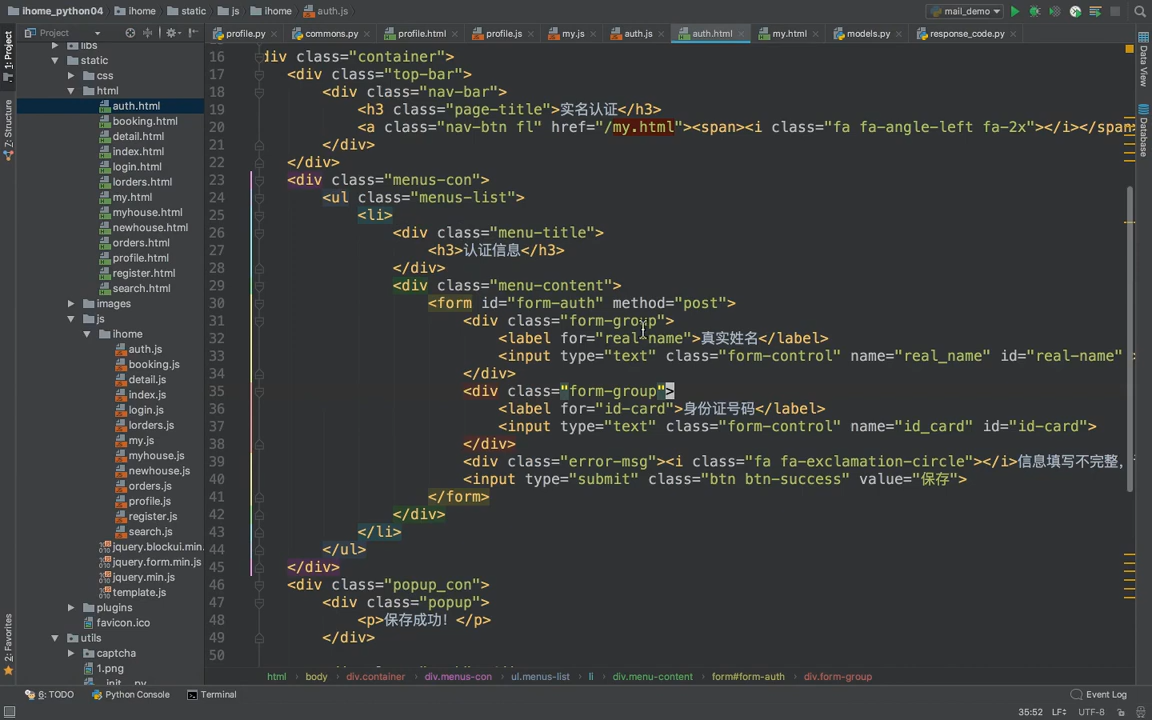 ihome_python04 ihome static js ihome auth.js mail_demo
Project profile.py commons.py profile.html profile.js my.js auth.js auth.html my.html models.py response_code.py
1: Project
Z: Structure
2: Favorites
Data View
Database
libs
static
css
html
auth.html
booking.html
detail.html
index.html
login.html
lorders.html
my.html
myhouse.html
newhouse.html
orders.html
profile.html
register.html
search.html
images
js
ihome
auth.js
booking.js
detail.js
index.js
login.js
lorders.js
my.js
myhouse.js
newhouse.js
orders.js
profile.js
register.js
search.js
jquery.blockui.min.
jquery.form.min.js
jquery.min.js
template.js
plugins
favicon.ico
utils
captcha
1.png
16 div class="container">
17 <div class="top-bar">
18 <div class="nav-bar">
19 <h3 class="page-title">实名认证</h3>
20 <a class="nav-btn fl" href="/my.html"><span><i class="fa fa-angle-left fa-2x"></i></span>
21 </div>
22 </div>
23 <div class="menus-con">
24 <ul class="menus-list">
25 <li>
26 <div class="menu-title">
27 <h3>认证信息</h3>
28 </div>
29 <div class="menu-content">
30 <form id="form-auth" method="post">
31 <div class="form-group">
32 <label for="real-name">真实姓名</label>
33 <input type="text" class="form-control" name="real_name" id="real-name"
34 </div>
35 <div class="form-group">
36 <label for="id-card">身份证号码</label>
37 <input type="text" class="form-control" name="id_card" id="id-card">
38 </div>
39 <div class="error-msg"><i class="fa fa-exclamation-circle"></i>信息填写不完整,
40 <input type="submit" class="btn btn-success" value="保存">
41 </form>
42 </div>
43 </li>
44 </ul>
45 </div>
46 <div class="popup_con">
47 <div class="popup">
48 <p>保存成功! </p>
49 </div>
50
html body div.container div.menus-con ul.menus-list li div.menu-content form#form-auth div.form-group
6: TODO Python Console Terminal Event Log
35:52 LF UTF-8